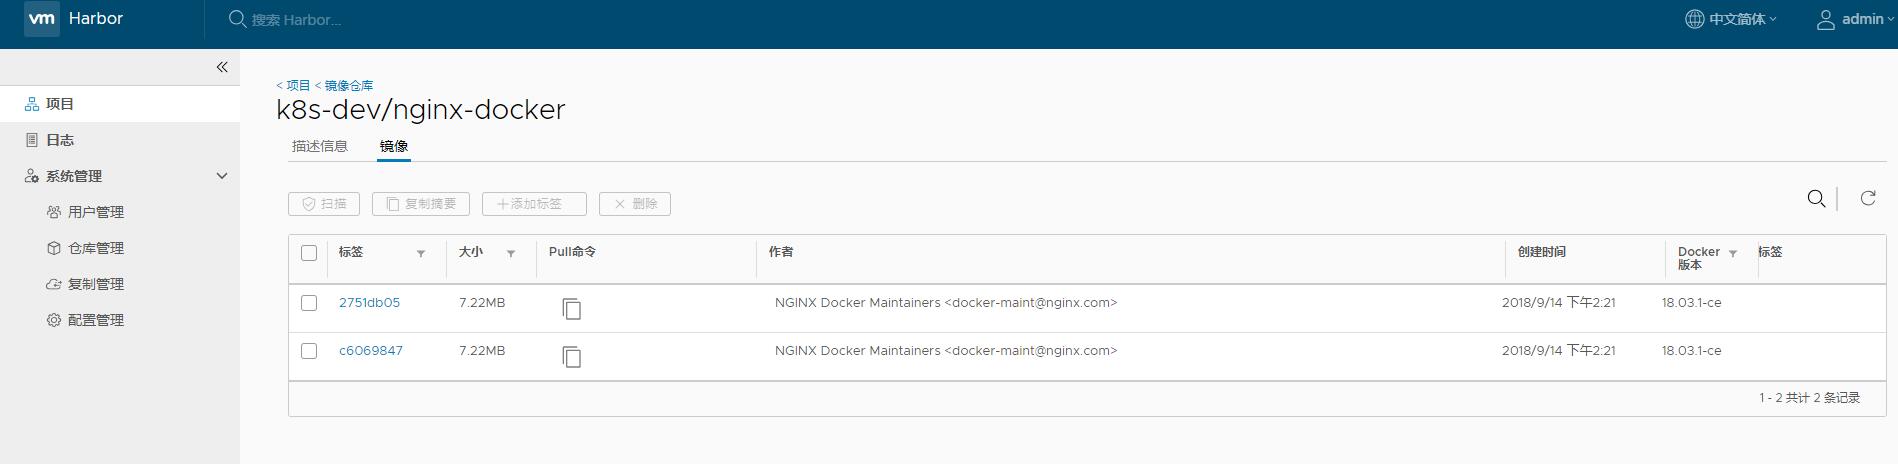 vm Harbor 搜索 Harbor... 中文简体 admin
项目
日志
系统管理
用户管理
仓库管理
复制管理
配置管理
< 项目 < 镜像仓库
k8s-dev/nginx-docker
描述信息 镜像
扫描 复制摘要 +添加标签 × 删除
标签 大小 Pull命令 作者 创建时间 Docker 版本 标签
2751db05 7.22MB NGINX Docker Maintainers <docker-maint@nginx.com> 2018/9/14 下午2:21 18.03.1-ce
c6069847 7.22MB NGINX Docker Maintainers <docker-maint@nginx.com> 2018/9/14 下午2:21 18.03.1-ce
1 - 2 共计 2 条记录